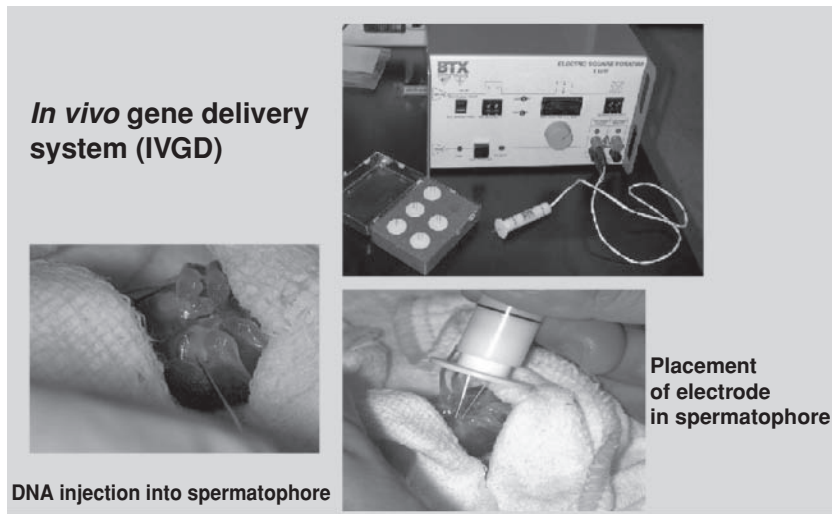 In vivo gene delivery
system (IVGD)
BTX
ELECTRO SQUARE PORATOR
Placement
of electrode
in spermatophore
DNA injection into spermatophore